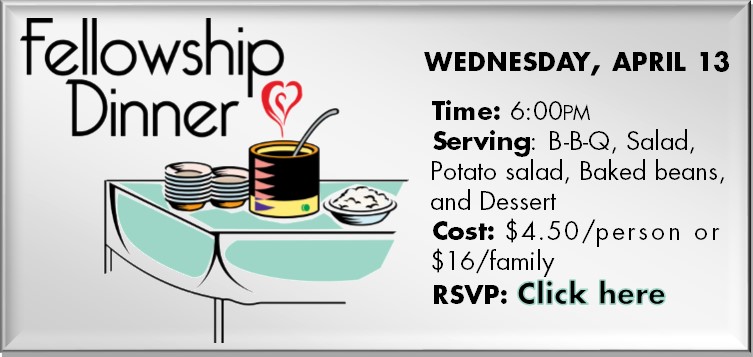 Fellowship
Dinner
WEDNESDAY, APRIL 13
Time: 6:00PM
Serving: B-B-Q, Salad,
Potato salad, Baked beans,
and Dessert
Cost: $4.50/person or
$16/family
RSVP: Click here